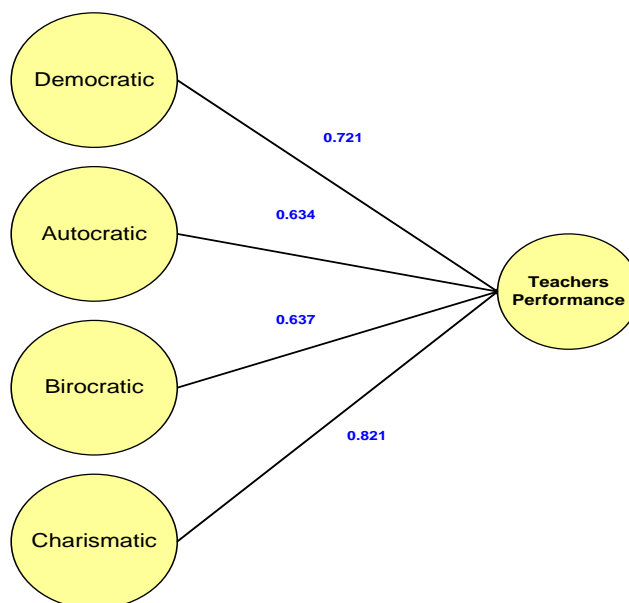 Democratic
0.721
Autocratic
0.634
Teachers
Performance
0.637
Birocratic
0.821
Charismatic